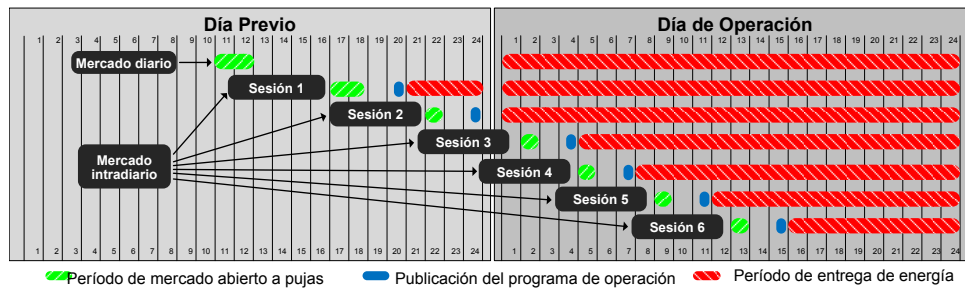 Día Previo Día de Operación
1 2 3 4 5 6 7 8 9 10 11 12 13 14 15 16 17 18 19 20 21 22 23 24 1 2 3 4 5 6 7 8 9 10 11 12 13 14 15 16 17 18 19 20 21 22 23 24
Mercado diario
Sesión 1
Sesión 2
Sesión 3
Mercado
intradiario
Sesión 4
Sesión 5
Sesión 6
1 2 3 4 5 6 7 8 9 10 11 12 13 14 15 16 17 18 19 20 21 22 23 24 1 2 3 4 5 6 7 8 9 10 11 12 13 14 15 16 17 18 19 20 21 22 23 24
Período de mercado abierto a pujas Publicación del programa de operación Período de entrega de energía